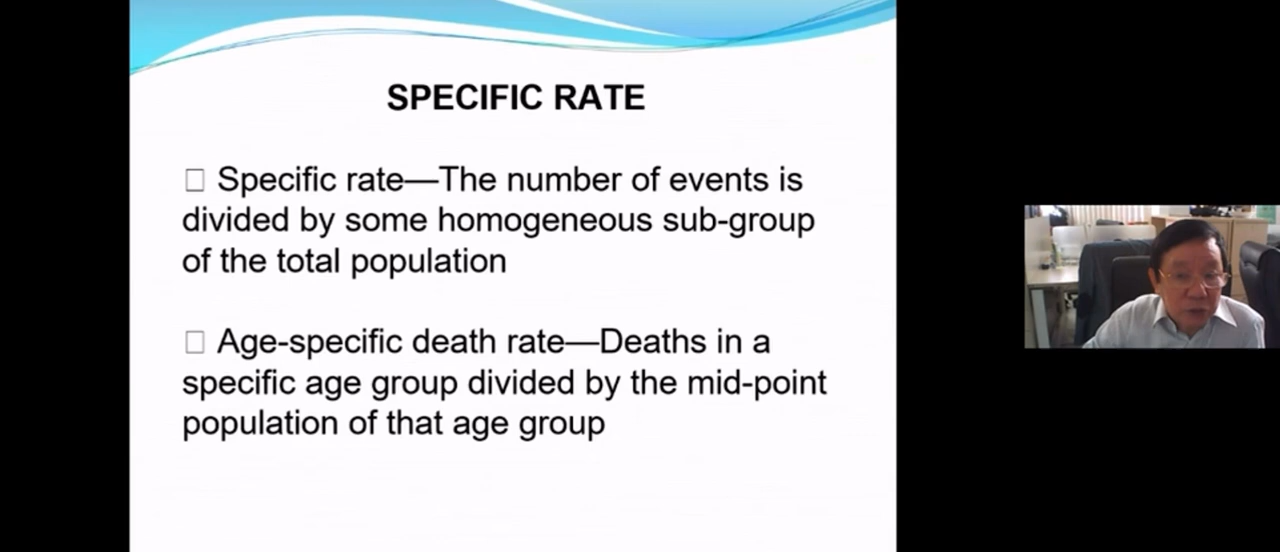 SPECIFIC RATE
□ Specific rate—The number of events is
divided by some homogeneous sub-group
of the total population
□ Age-specific death rate—Deaths in a
specific age group divided by the mid-point
population of that age group